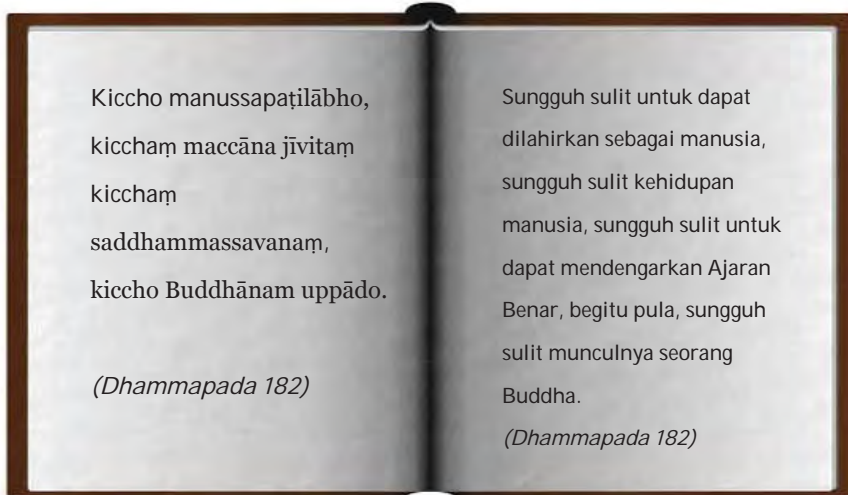 Kiccho manussapaṭilābho,
kicchaṃ maccāna jīvitaṃ
kicchaṃ
saddhammassavanaṃ,
kiccho Buddhānam uppādo.
(Dhammapada 182)
Sungguh sulit untuk dapat
dilahirkan sebagai manusia,
sungguh sulit kehidupan
manusia, sungguh sulit untuk
dapat mendengarkan Ajaran
Benar, begitu pula, sungguh
sulit munculnya seorang
Buddha.
(Dhammapada 182)